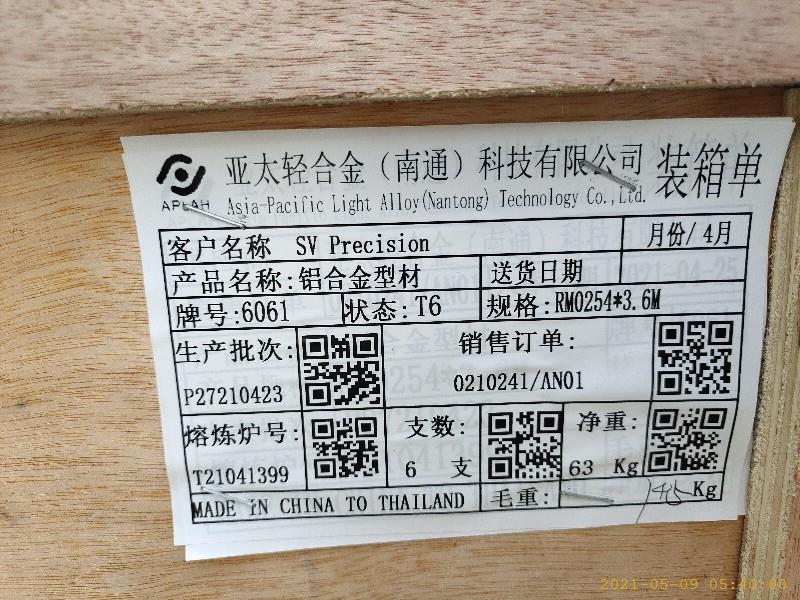 亚太轻合金（南通）科技有限公司 装箱单
APLAH
Asia-Pacific Light Alloy(Nantong) Technology Co.,Ltd.
客户名称 SV Precision 月份/ 4月
产品名称:铝合金型材 送货日期
牌号:6061 状态:T6 规格:RM0254*3.6M
生产批次: 销售订单:
P27210423 0210241/AN01
熔炼炉号: 支数: 净重:
T21041399 6 支 63 Kg
MADE IN CHINA TO THAILAND 毛重: Kg
2021-05-09 05:40:00